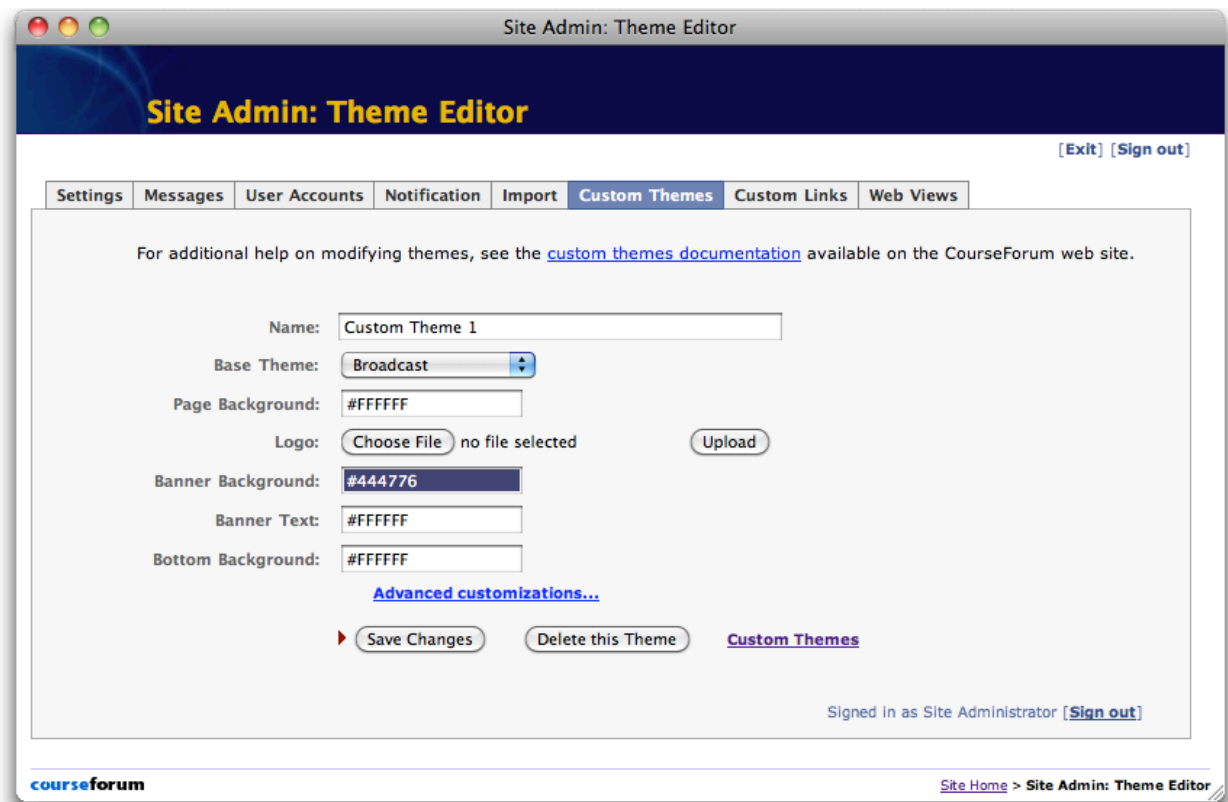 Site Admin: Theme Editor
Site Admin: Theme Editor
[Exit] [Sign out]
Settings Messages User Accounts Notification Import Custom Themes Custom Links Web Views
For additional help on modifying themes, see the custom themes documentation available on the CourseForum web site.
Name: Custom Theme 1
Base Theme: Broadcast
Page Background: #FFFFFF
Logo: Choose File no file selected Upload
Banner Background: #444776
Banner Text: #FFFFFF
Bottom Background: #FFFFFF
Advanced customizations...
Save Changes Delete this Theme Custom Themes
Signed in as Site Administrator [Sign out]
courseforum Site Home > Site Admin: Theme Editor